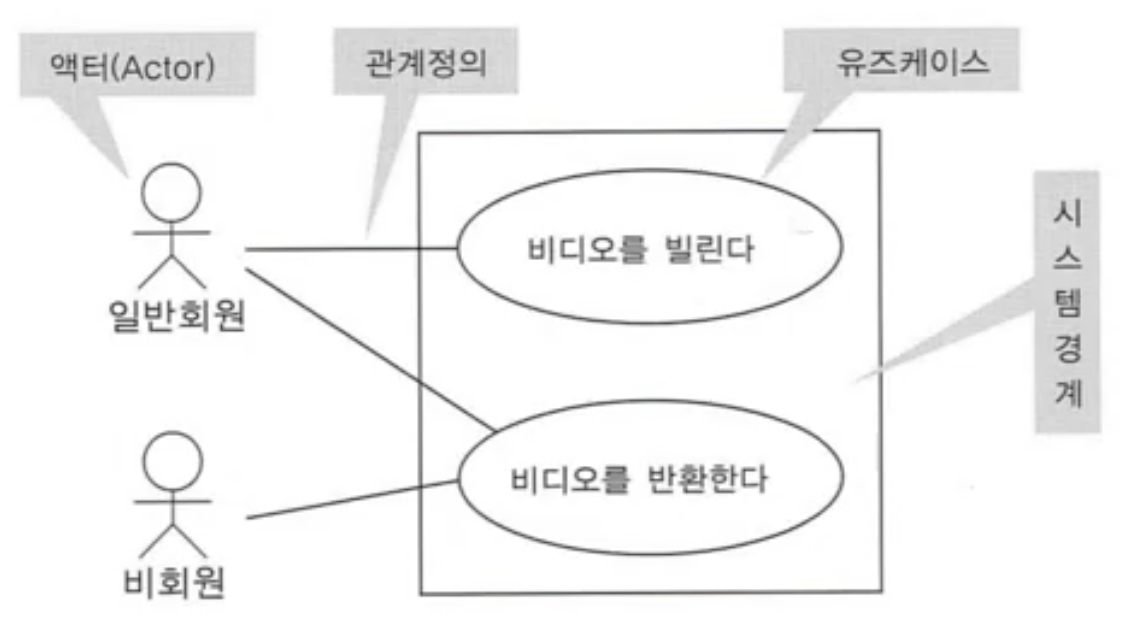 액터(Actor)
관계정의
유즈케이스
비디오를 빌린다
시스템경계
일반회원
비디오를 반환한다
비회원